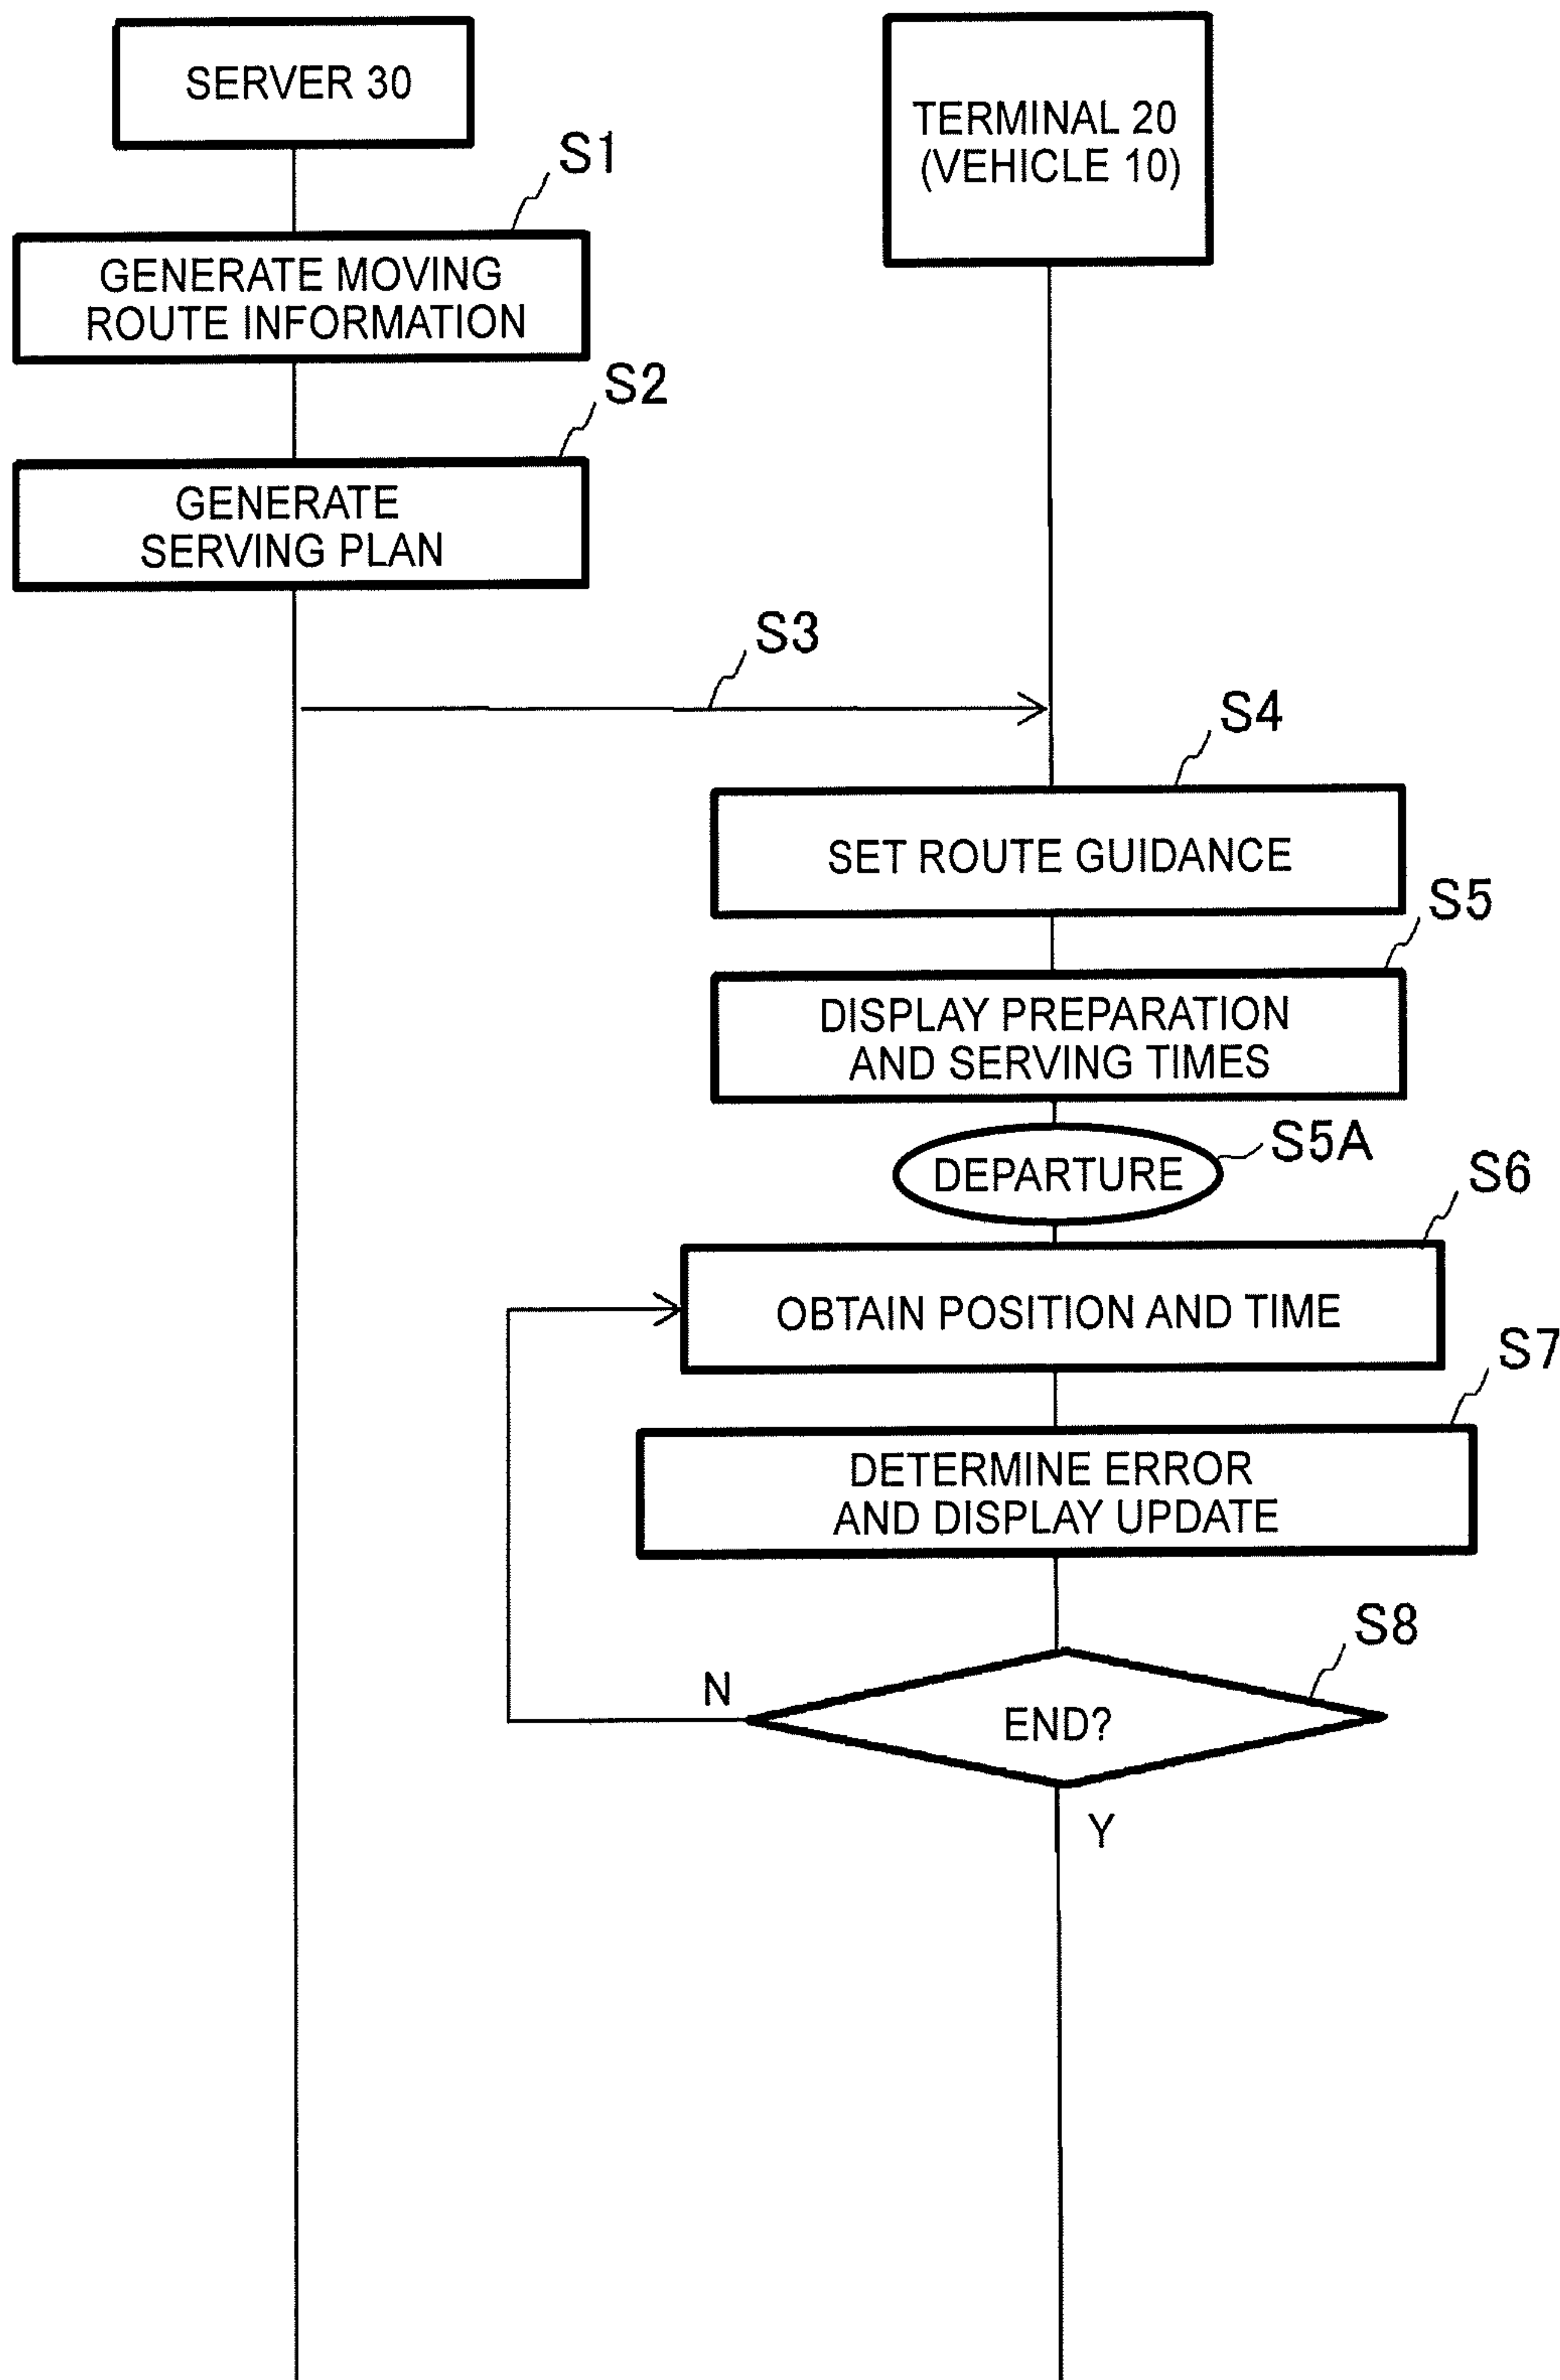 SERVER 30
TERMINAL 20
(VEHICLE 10)
S1
GENERATE MOVING
ROUTE INFORMATION
S2
GENERATE
SERVING PLAN
S3
S4
SET ROUTE GUIDANCE
S5
DISPLAY PREPARATION
AND SERVING TIMES
S5A
DEPARTURE
S6
OBTAIN POSITION AND TIME
S7
DETERMINE ERROR
AND DISPLAY UPDATE
S8
N
END?
Y